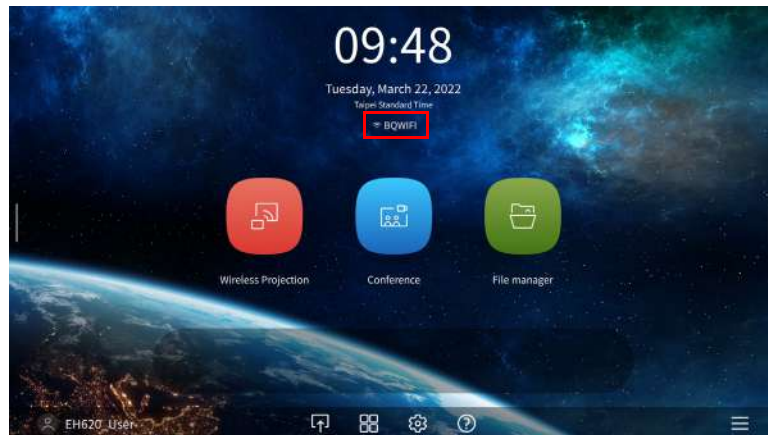 09:48
Tuesday, March 22, 2022
Taipei Standard Time
BQWIFI
Wireless Projection
Conference
File manager
EH620_User